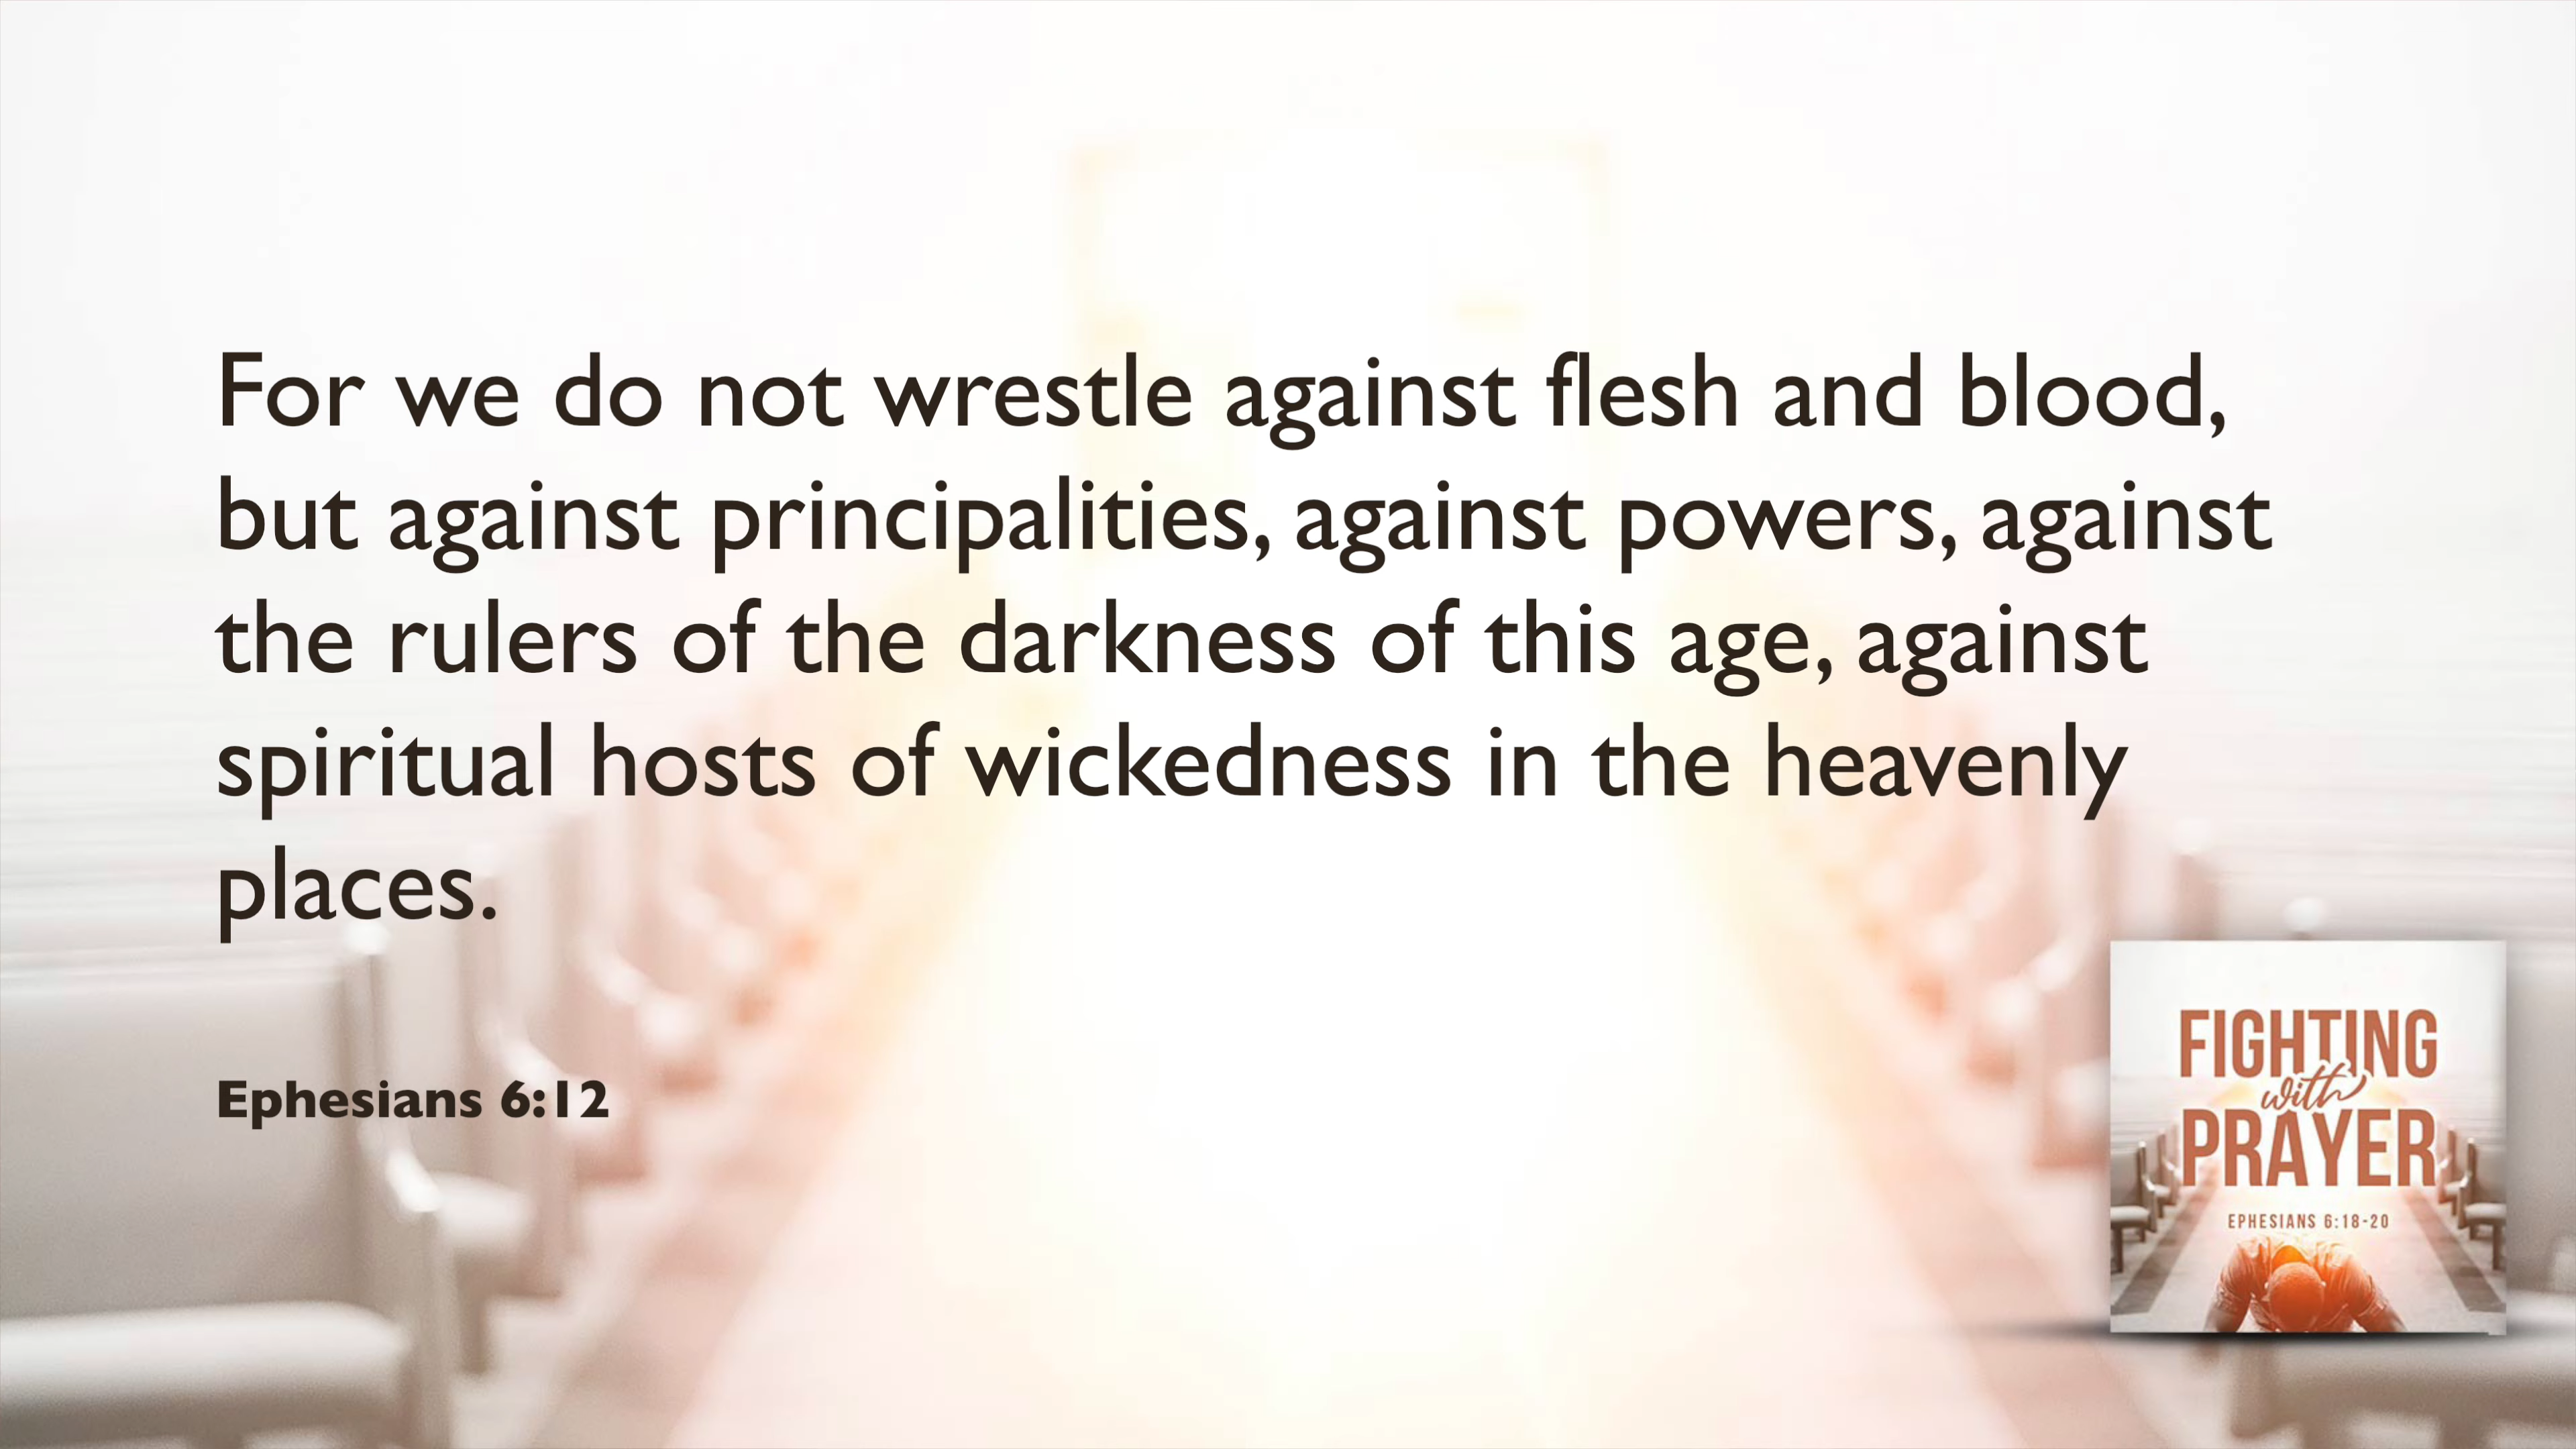 For we do not wrestle against flesh and blood,
but against principalities, against powers, against
the rulers of the darkness of this age, against
spiritual hosts of wickedness in the heavenly
places.
Ephesians 6:12
FIGHTING
with
PRAYER
EPHESIANS 6:18-20